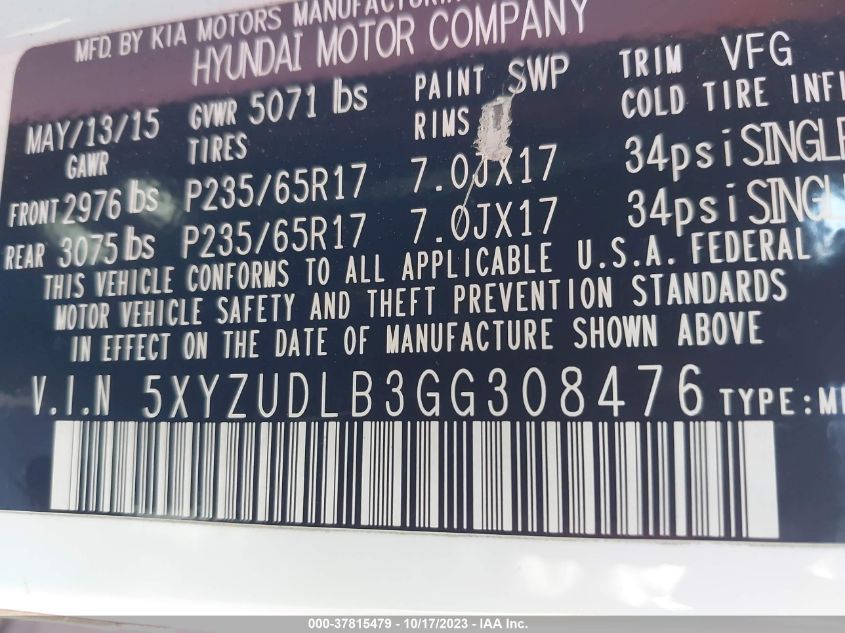 MFD. BY KIA MOTORS MANUFACTURING
HYUNDAI MOTOR COMPANY
MAY/13/15 GVWR 5071 lbs PAINT SWP TRIM VFG
GAWR TIRES RIMS COLD TIRE INFL
FRONT 2976 lbs P235/65R17 7.0JX17 34psi SINGLE
REAR 3075 lbs P235/65R17 7.0JX17 34psi SINGLE
THIS VEHICLE CONFORMS TO ALL APPLICABLE U.S.A. FEDERAL
MOTOR VEHICLE SAFETY AND THEFT PREVENTION STANDARDS
IN EFFECT ON THE DATE OF MANUFACTURE SHOWN ABOVE
V.I.N 5XYZUDLB3GG308476 TYPE:M
000-37815479 - 10/17/2023 - IAA Inc.